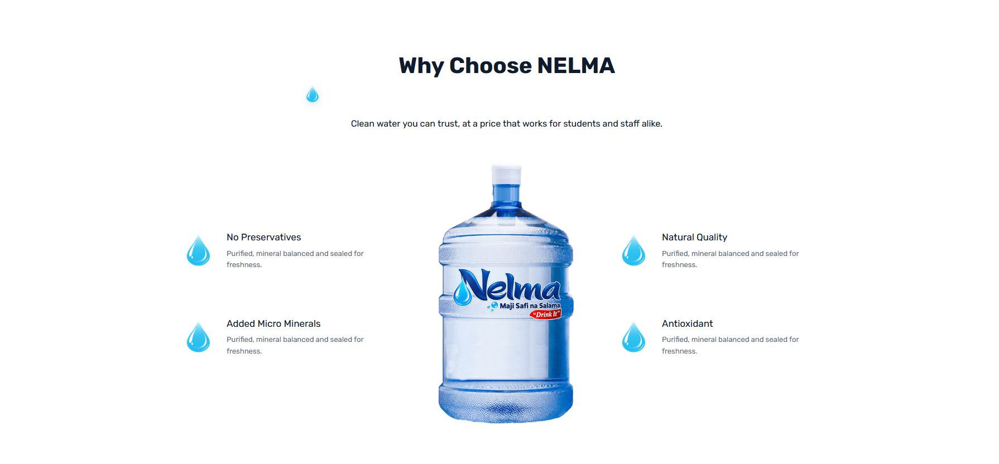 Why Choose NELMA
Clean water you can trust, at a price that works for students and staff alike.
No Preservatives
Purified, mineral balanced and sealed for
freshness.
Added Micro Minerals
Purified, mineral balanced and sealed for
freshness.
Nelma
Maji Safi na Salama
"Drink It"
Natural Quality
Purified, mineral balanced and sealed for
freshness.
Antioxidant
Purified, mineral balanced and sealed for
freshness.